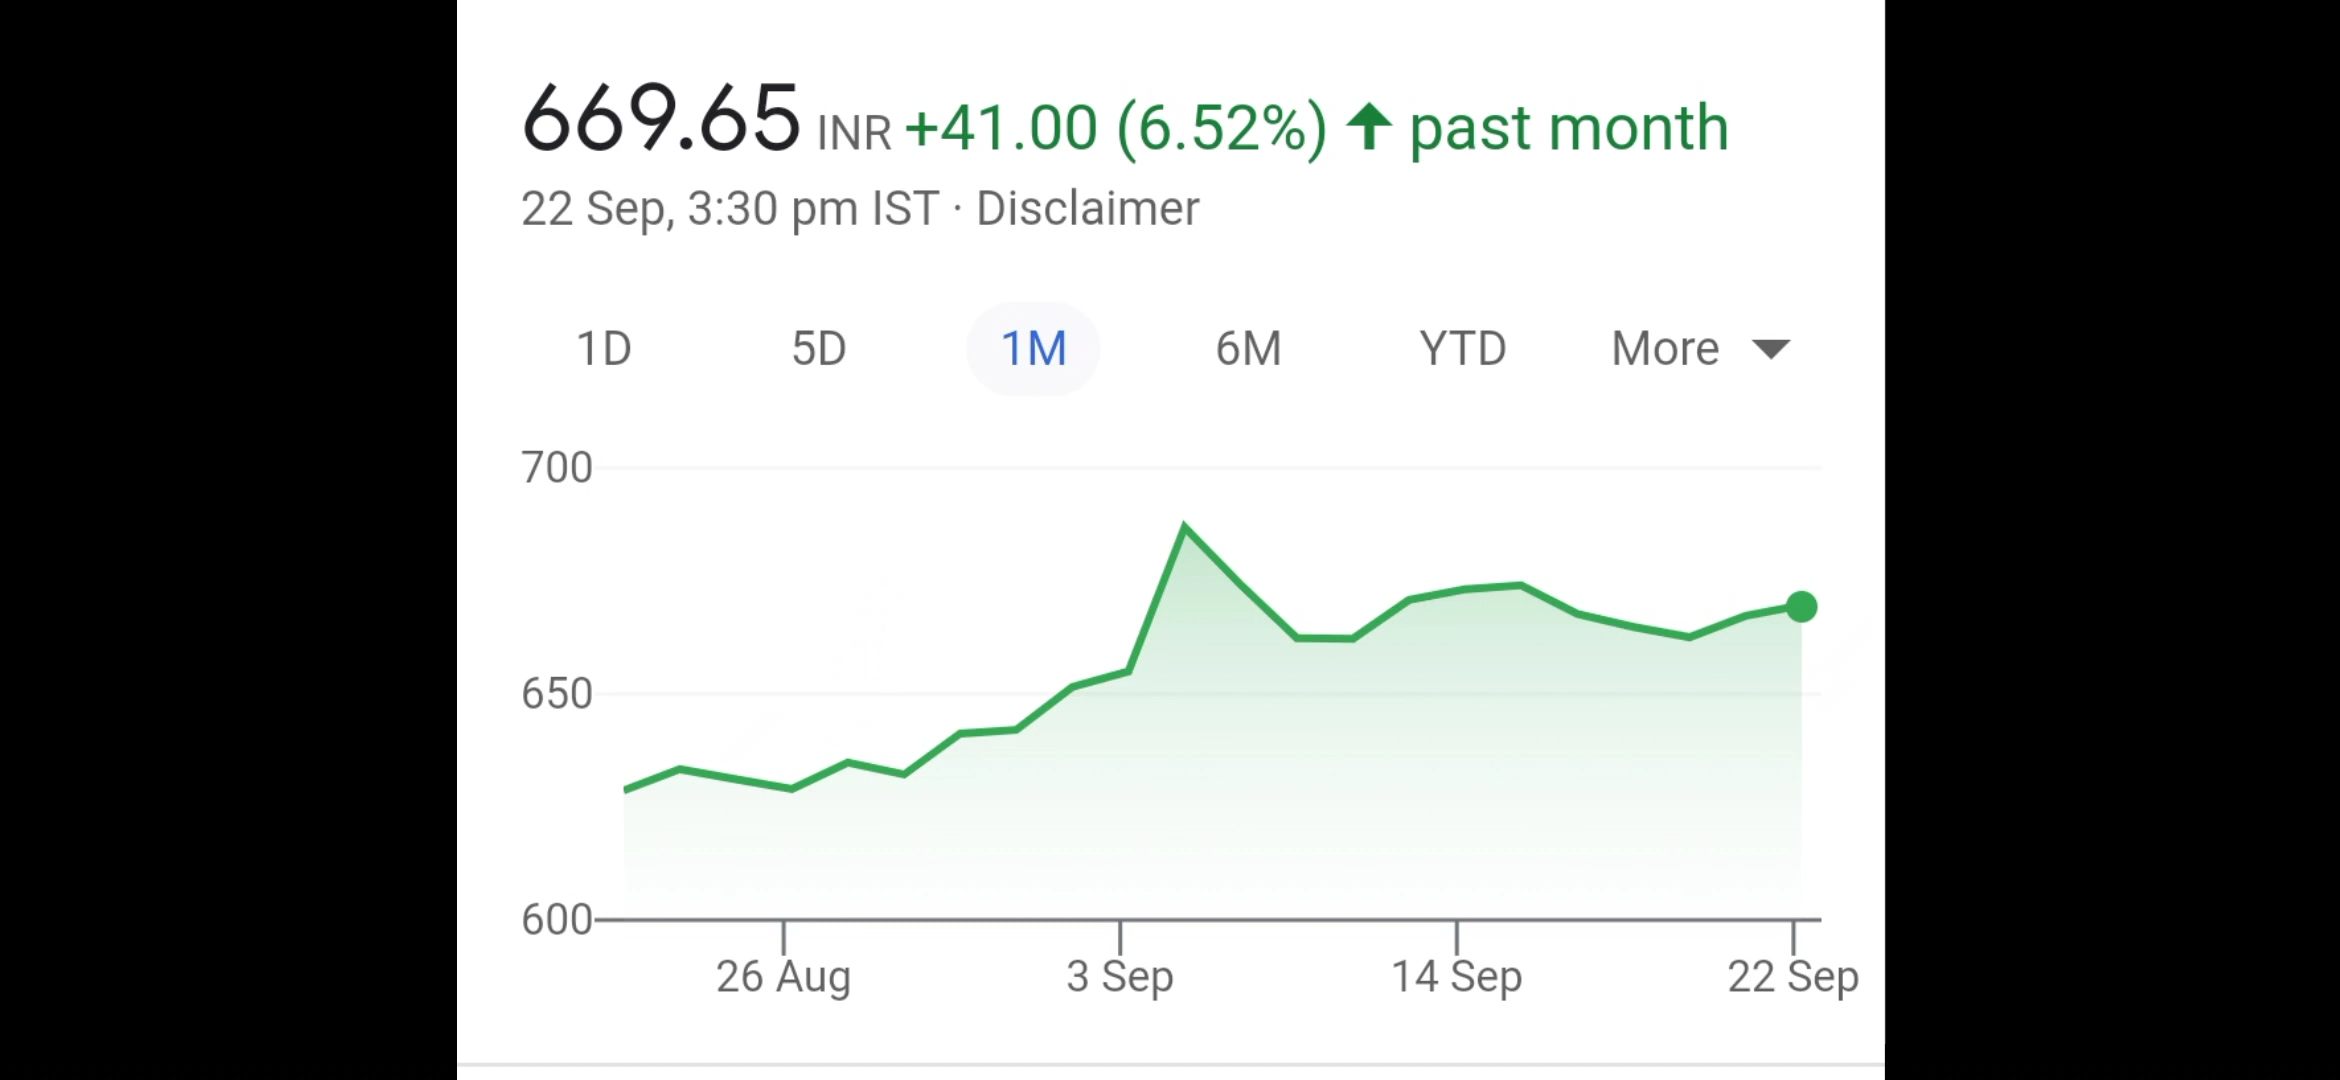 669.65 INR +41.00 (6.52%) ↑ past month
22 Sep, 3:30 pm IST · Disclaimer
1D 5D 1M 6M YTD More
700
650
600
26 Aug 3 Sep 14 Sep 22 Sep